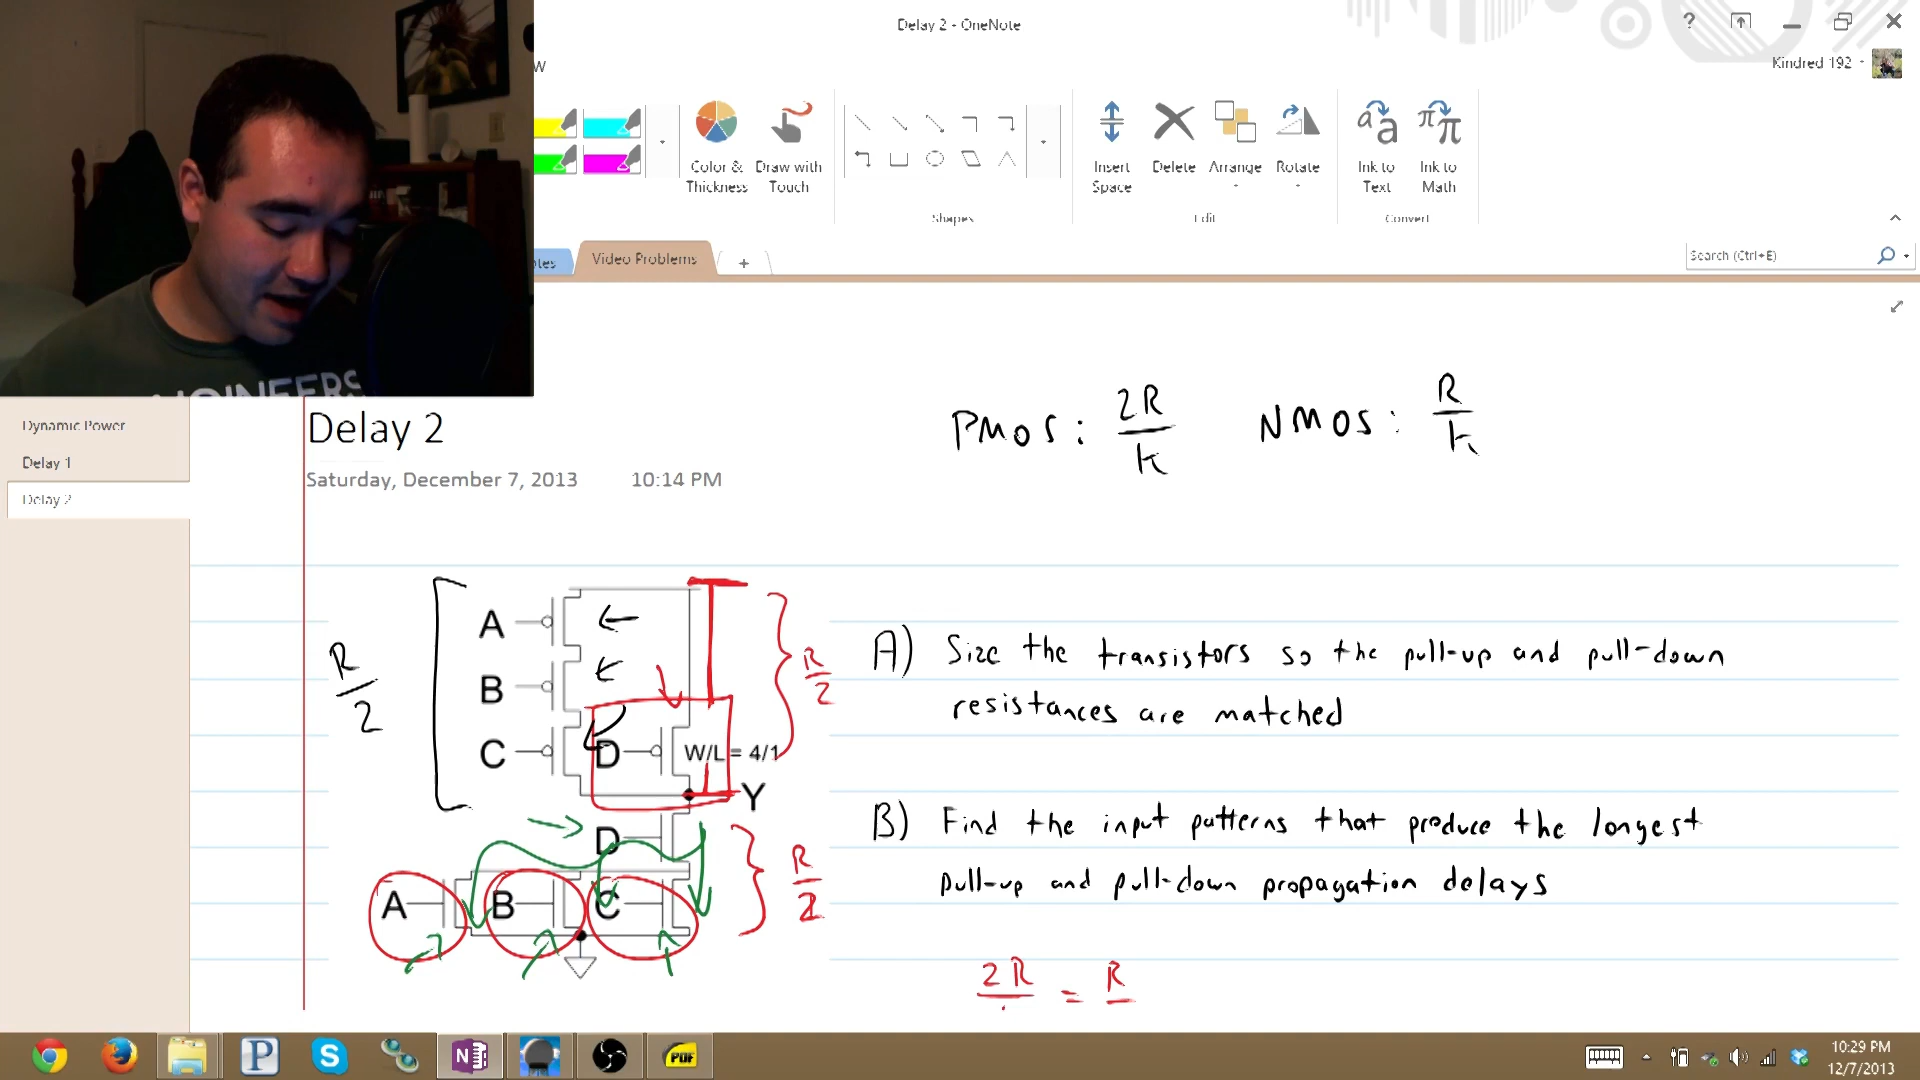 Delay 2 - OneNote
Kindred 192
W
Color & Thickness
Draw with Touch
Insert Space
Delete
Arrange
Rotate
Ink to Text
Ink to Math
Shapes
Edit
Convert
tes
Video Problems
+
Search (Ctrl+E)
ENGINEERS
Dynamic Power
Delay 1
Delay 2
Delay 2
Saturday, December 7, 2013 10:14 PM
PMOS: 2R/k NMOS: R/k
A
B
C
D
W/L = 4/1
Y
D
A
B
C
R/2
R/2
R/2
A) Size the transistors so the pull-up and pull-down
resistances are matched
B) Find the input patterns that produce the longest
pull-up and pull-down propagation delays
2R = R
10:29 PM
12/7/2013
PDF